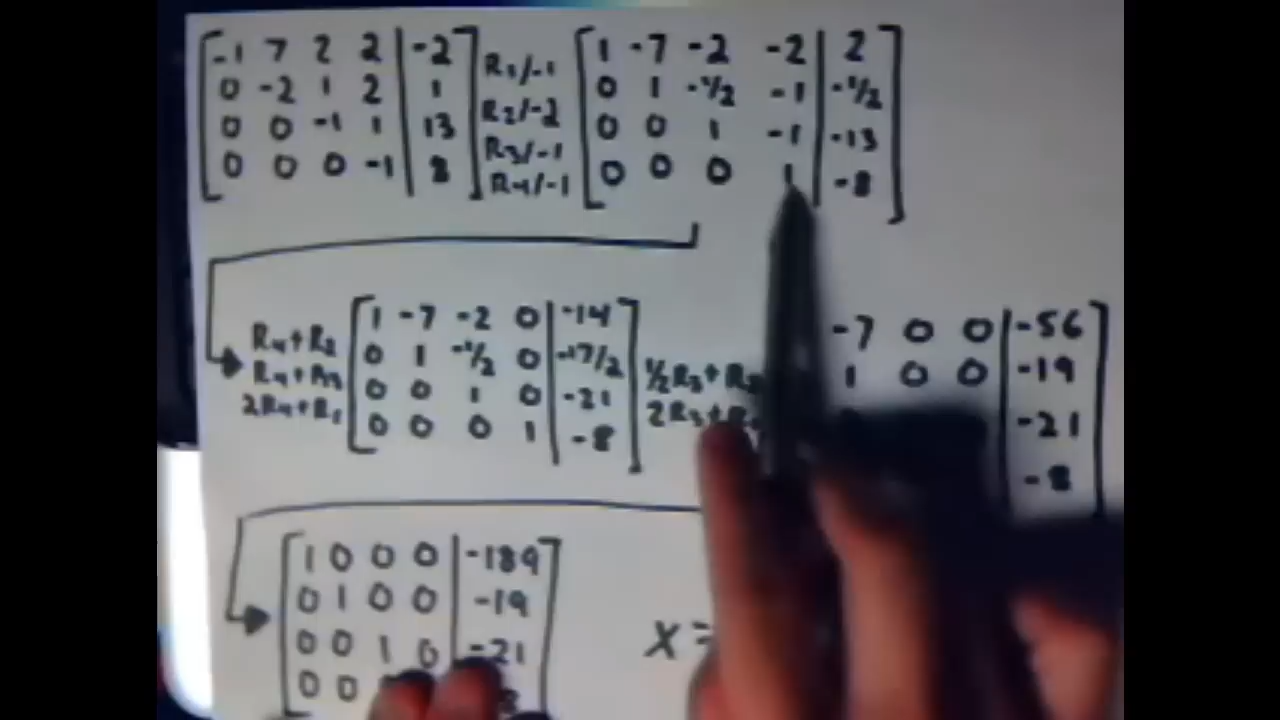 -1 7 2 2 | -2
0 -2 1 2 | 1
0 0 -1 1 | 13
0 0 0 -1 | 8
R1/-1
R2/-2
R3/-1
R4/-1
1 -7 -2 -2 | 2
0 1 -1/2 -1 | -1/2
0 0 1 -1 | -13
0 0 0 1 | -8
R4+R2
R4+R3
2R4+R1
1 -7 -2 0 | -14
0 1 -1/2 0 | -17/2
0 0 1 0 | -21
0 0 0 1 | -8
1/2R3+R2
2R3+
-7 0 0 | -56
1 0 0 | -19
-21
-8
1 0 0 0 | -189
0 1 0 0 | -19
0 0 1 0 | -21
0 0
X=